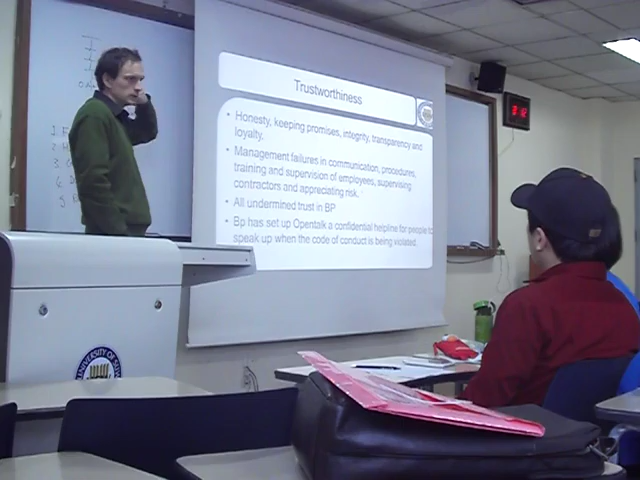 Trustworthiness
• Honesty, keeping promises, integrity, transparency and
loyalty.
• Management failures in communication, procedures,
training and supervision of employees, supervising
contractors and appreciating risk.
• All undermined trust in BP
• Bp has set up Opentalk a confidential helpline for people to
speak up when the code of conduct is being violated.
UNIVERSITY OF